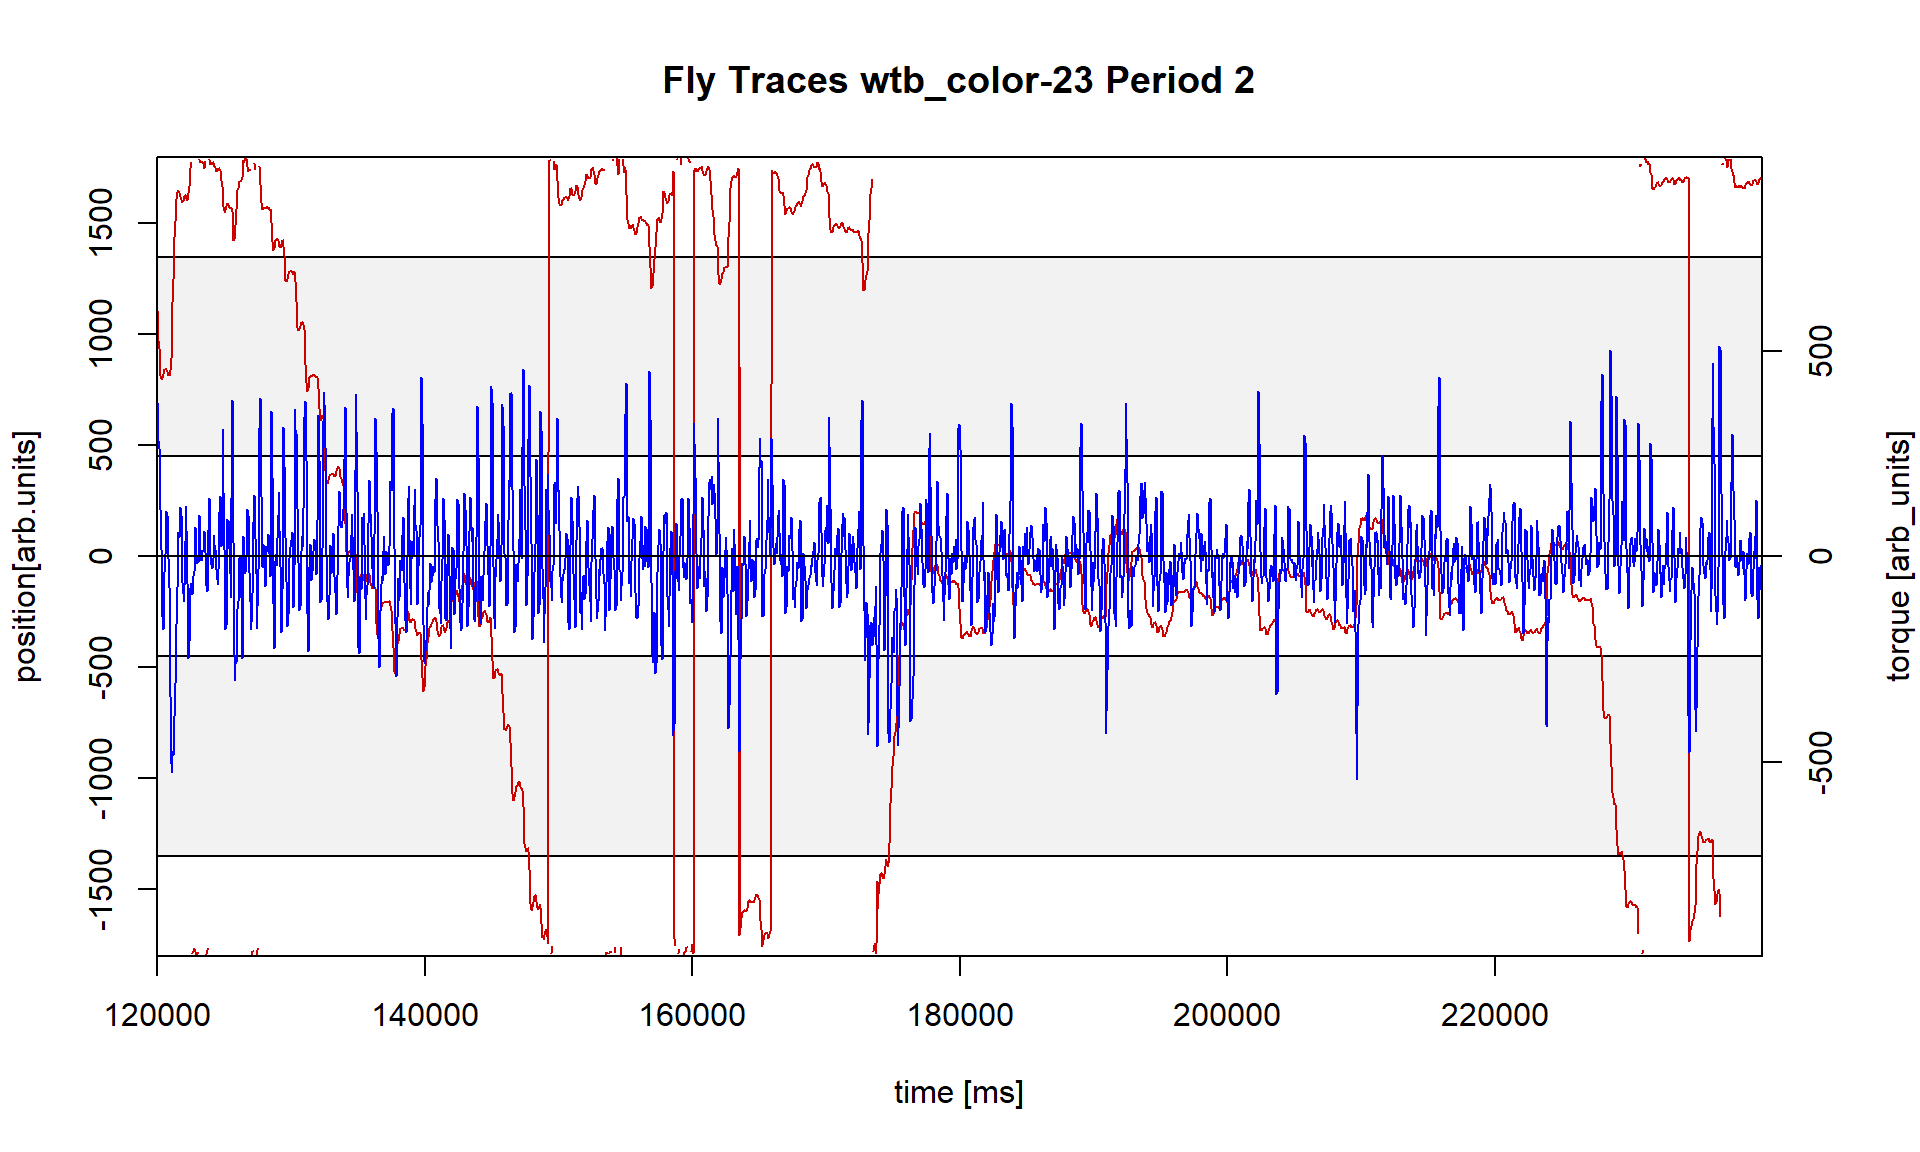 Fly Traces wtb_color-23 Period 2
position[arb.units]
1500
1000
500
0
-500
-1000
-1500
500
0
-500
torque [arb_units]
120000 140000 160000 180000 200000 220000
time [ms]